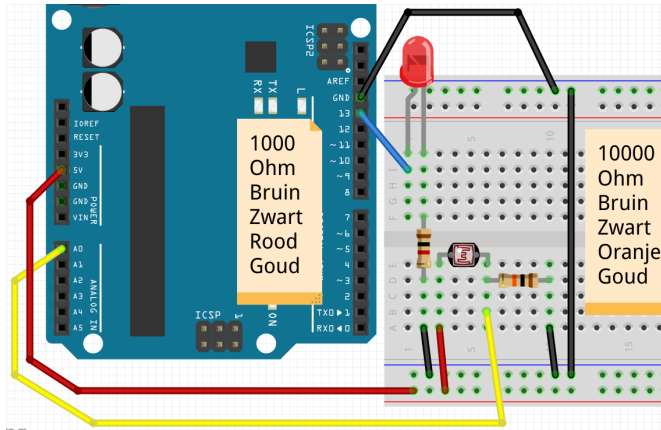 ICSP2
AREF
GND
13
12
~11
~10
~9
8
7
~6
~5
4
~3
2
TX0▶1
RX0◀0
RX
TX
L
IOREF
RESET
3V3
5V
GND
GND
VIN
POWER
A0
A1
A2
A3
A4
A5
ANALOG IN
ICSP
1
ON
1000
Ohm
Bruin
Zwart
Rood
Goud
10000
Ohm
Bruin
Zwart
Oranje
Goud
5
10
I
H
G
F
E
D
C
B
A
1
5
15